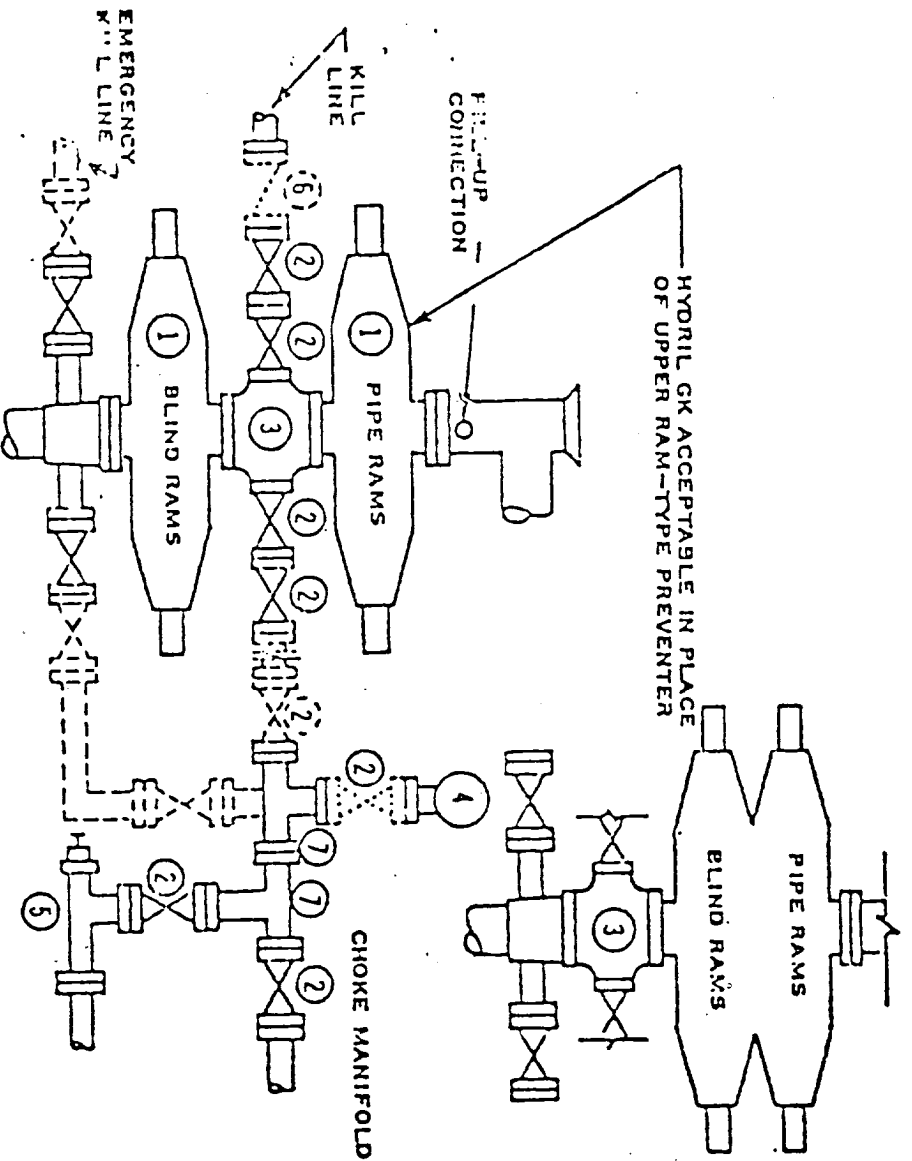 HYDRIL GK ACCEPTABLE IN PLACE
OF UPPER RAM-TYPE PREVENTER
CONNECTION
KILL
LINE
EMERGENCY
LINE
PIPE RAMS
1
BLIND RAMS
1
3
2
2
2
2
2
6
2
4
7
7
2
2
5
CHOKE MANIFOLD
PIPE RAMS
BLIND RAMS
3